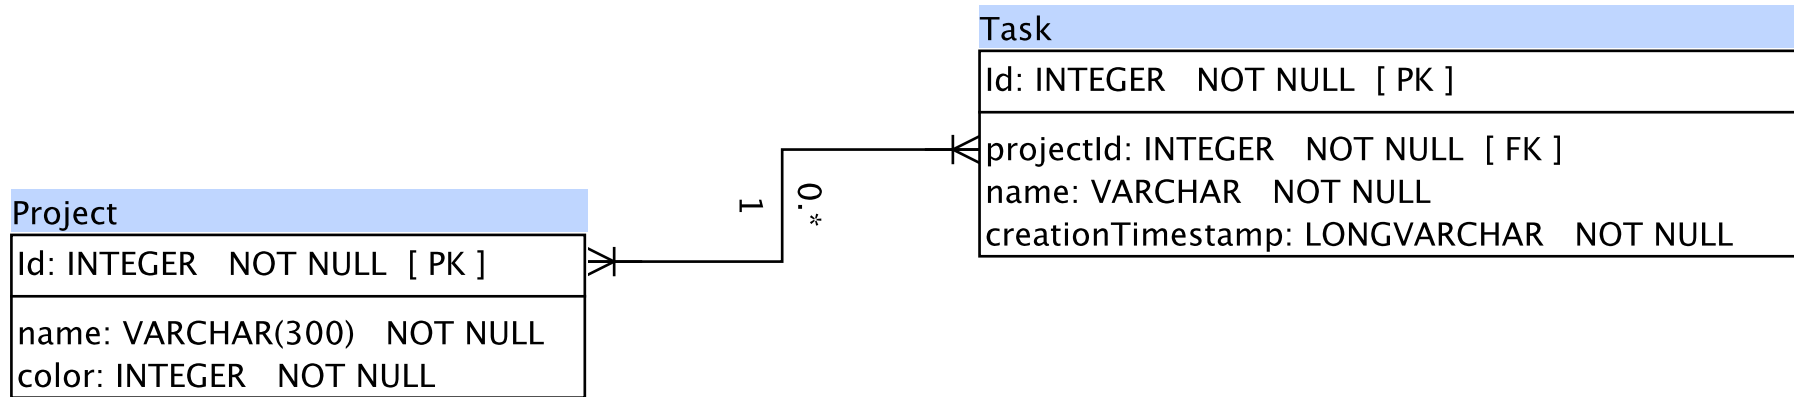 Task
Id: INTEGER NOT NULL [ PK ]
projectId: INTEGER NOT NULL [ FK ]
name: VARCHAR NOT NULL
creationTimestamp: LONGVARCHAR NOT NULL
1
0.*
Project
Id: INTEGER NOT NULL [ PK ]
name: VARCHAR(300) NOT NULL
color: INTEGER NOT NULL